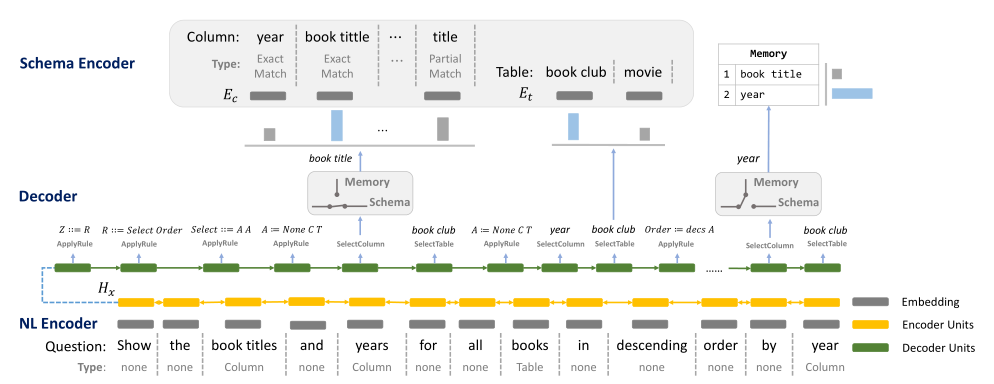 Column: year book tittle ... title
Schema Encoder
Type: Exact Match Exact Match ... Partial Match
Table: book club movie
E_c
E_t
Memory
1 book title
2 year
...
book title
year
Memory
Schema
Memory
Schema
Decoder
Z ::= R R ::= Select Order Select ::= A A A ::= None C T book club A ::= None C T year book club Order ::= decs A book club
ApplyRule ApplyRule ApplyRule ApplyRule SelectColumn SelectTable ApplyRule SelectColumn SelectTable ApplyRule SelectColumn SelectTable
......
H_x
Embedding
NL Encoder
Encoder Units
Question: Show the book titles and years for all books in descending order by year
Decoder Units
Type: none none Column none Column none none Table none none none none Column